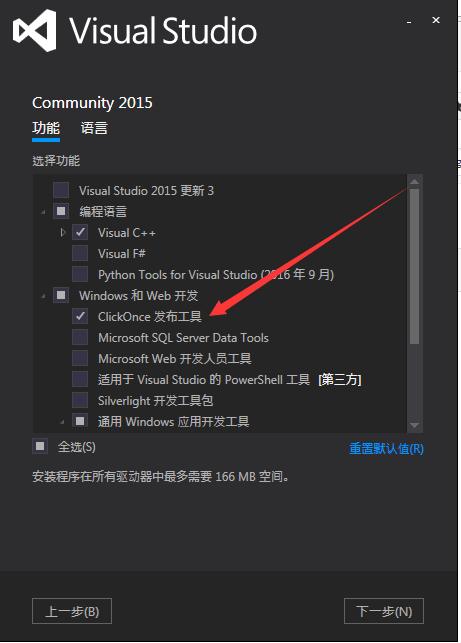 Visual Studio
Community 2015
功能 语言
选择功能
Visual Studio 2015 更新 3
编程语言
Visual C++
Visual F#
Python Tools for Visual Studio (2016 年 9 月)
Windows 和 Web 开发
ClickOnce 发布工具
Microsoft SQL Server Data Tools
Microsoft Web 开发人员工具
适用于 Visual Studio 的 PowerShell 工具 [第三方]
Silverlight 开发工具包
通用 Windows 应用开发工具
全选(S) 重置默认值(R)
安装程序在所有驱动器中最多需要 166 MB 空间。
上一步(B) 下一步(N)